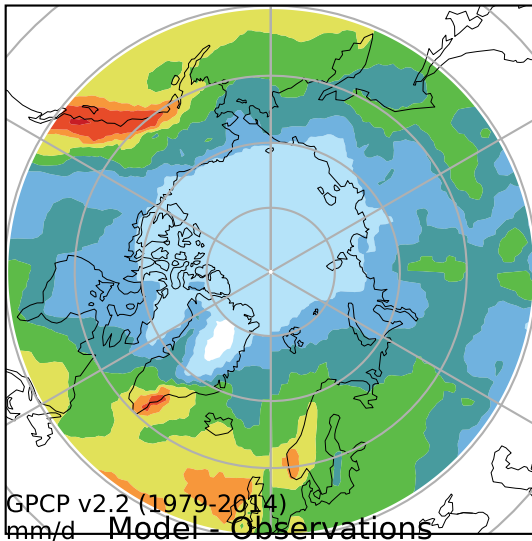 GPCP v2.2 (1979-2014)
mm/d
Model - Observations